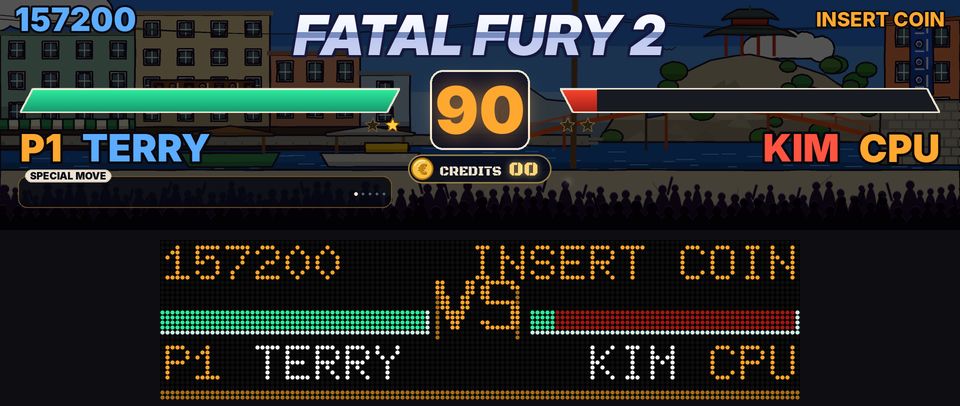 157200
FATAL FURY 2
INSERT COIN
90
P1 TERRY
KIM CPU
CREDITS 00
SPECIAL MOVE
157200
INSERT COIN
VS
P1 TERRY
KIM CPU